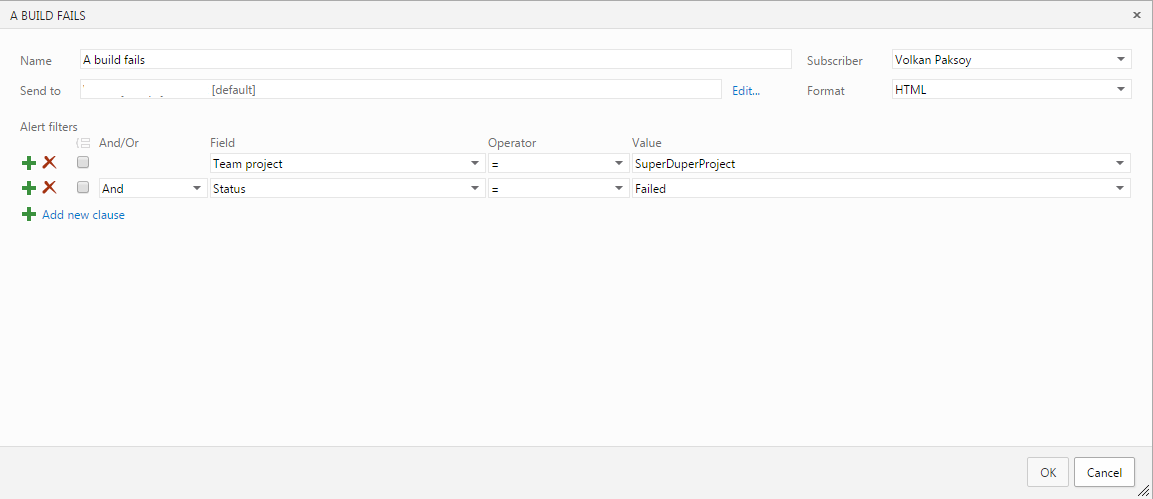 A BUILD FAILS
Name A build fails Subscriber Volkan Paksoy
Send to [default] Edit... Format HTML
Alert filters
And/Or Field Operator Value
Team project = SuperDuperProject
And Status = Failed
Add new clause
OK Cancel